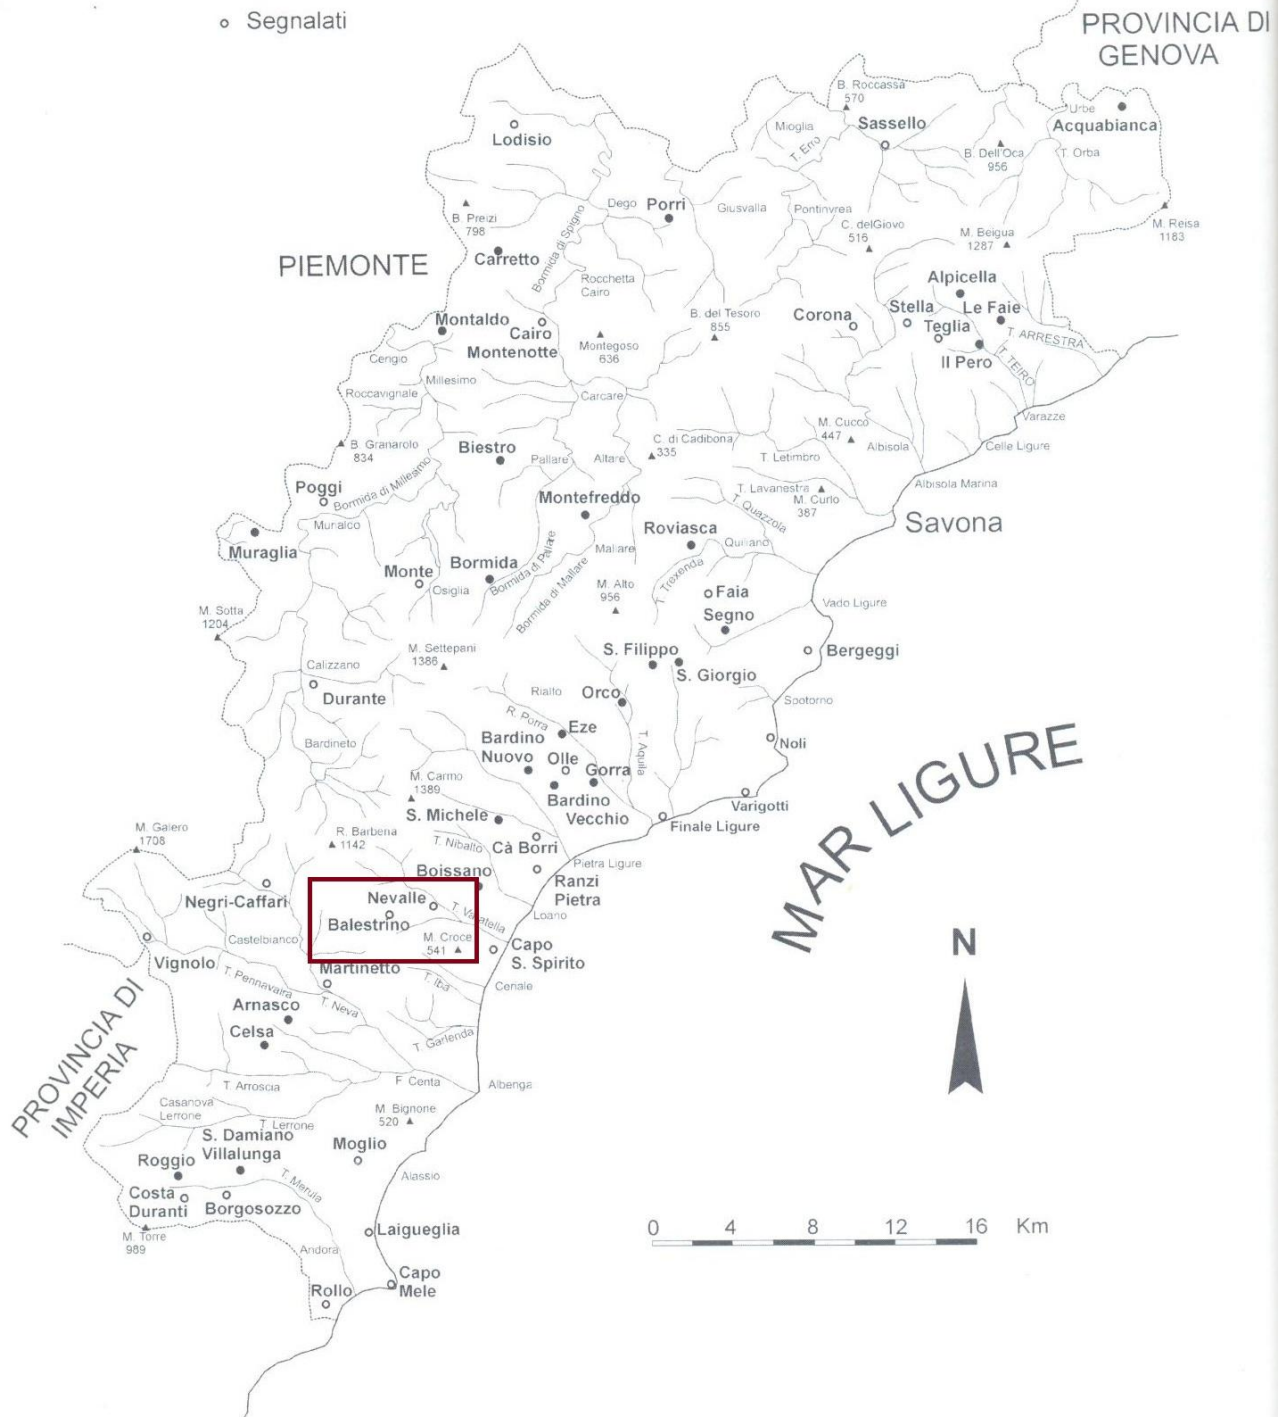 Segnalati
PROVINCIA DI
GENOVA
B. Roccassa
570
Urbe
Acquabianca
Mioglia
Sassello
T. Erro
Lodisio
B. Dell'Oca
956
T. Orba
Dego
Porri
Giusvalla
Pontinvrea
B. Preizi
798
C. delGiovo
516
M. Beigua
1287
M. Reisa
1183
Bormida di Spigno
PIEMONTE
Carretto
Rocchetta
Cairo
Alpicella
Montaldo
Cairo
Montenotte
B. del Tesoro
855
Corona
Stella
Le Faie
Teglia
T. ARRESTRA
Montegoso
636
Il Pero
T. TEIRO
Cengio
Millesimo
Roccavignale
Carcare
Varazze
B. Granarolo
834
Biestro
Pallare
Altare
C. di Cadibona
335
M. Cucco
447
Albisola
Celle Ligure
T. Letimbro
Poggi
Bormida di Millesimo
Montefreddo
T. Lavanestra
M. Curlo
387
Albisola Marina
Muralco
T. Quazzola
Savona
Muraglia
Roviasca
Quiliano
Monte
Bormida
Mallare
Osiglia
Bormida di Pallare
Bormida di Mallare
T. Trexenda
M. Alto
956
Faia
Segno
Vado Ligure
M. Sotta
1204
M. Settepani
1386
S. Filippo
S. Giorgio
Bergeggi
Calizzano
Durante
Rialto
Orco
Spotorno
R. Porra
Eze
Bardineto
Bardino
Nuovo
Olle
Gorra
T. Aquila
Noli
M. Carmo
1389
Bardino
Vecchio
Varigotti
S. Michele
Finale Ligure
MAR LIGURE
M. Galero
1708
R. Barbena
1142
T. Nibalto
Cà Borri
Pietra Ligure
Boissano
Ranzi
Pietra
Negri-Caffari
Nevalle
T. Varatella
Loano
Balestrino
Castelbianco
M. Croce
541
Capo
S. Spirito
N
Vignolo
Martinetto
T. Iba
Ceriale
T. Pennavaira
T. Neva
PROVINCIA DI
IMPERIA
Arnasco
Celsa
T. Garlenda
T. Arroscia
F. Centa
Albenga
Casanova
Lerrone
T. Lerrone
M. Bignone
520
S. Damiano
Villalunga
Moglio
Roggio
Alassio
T. Merula
Costa
Duranti
Borgosozzo
Laigueglia
M. Torre
989
Andora
0 4 8 12 16 Km
Capo
Mele
Rollo